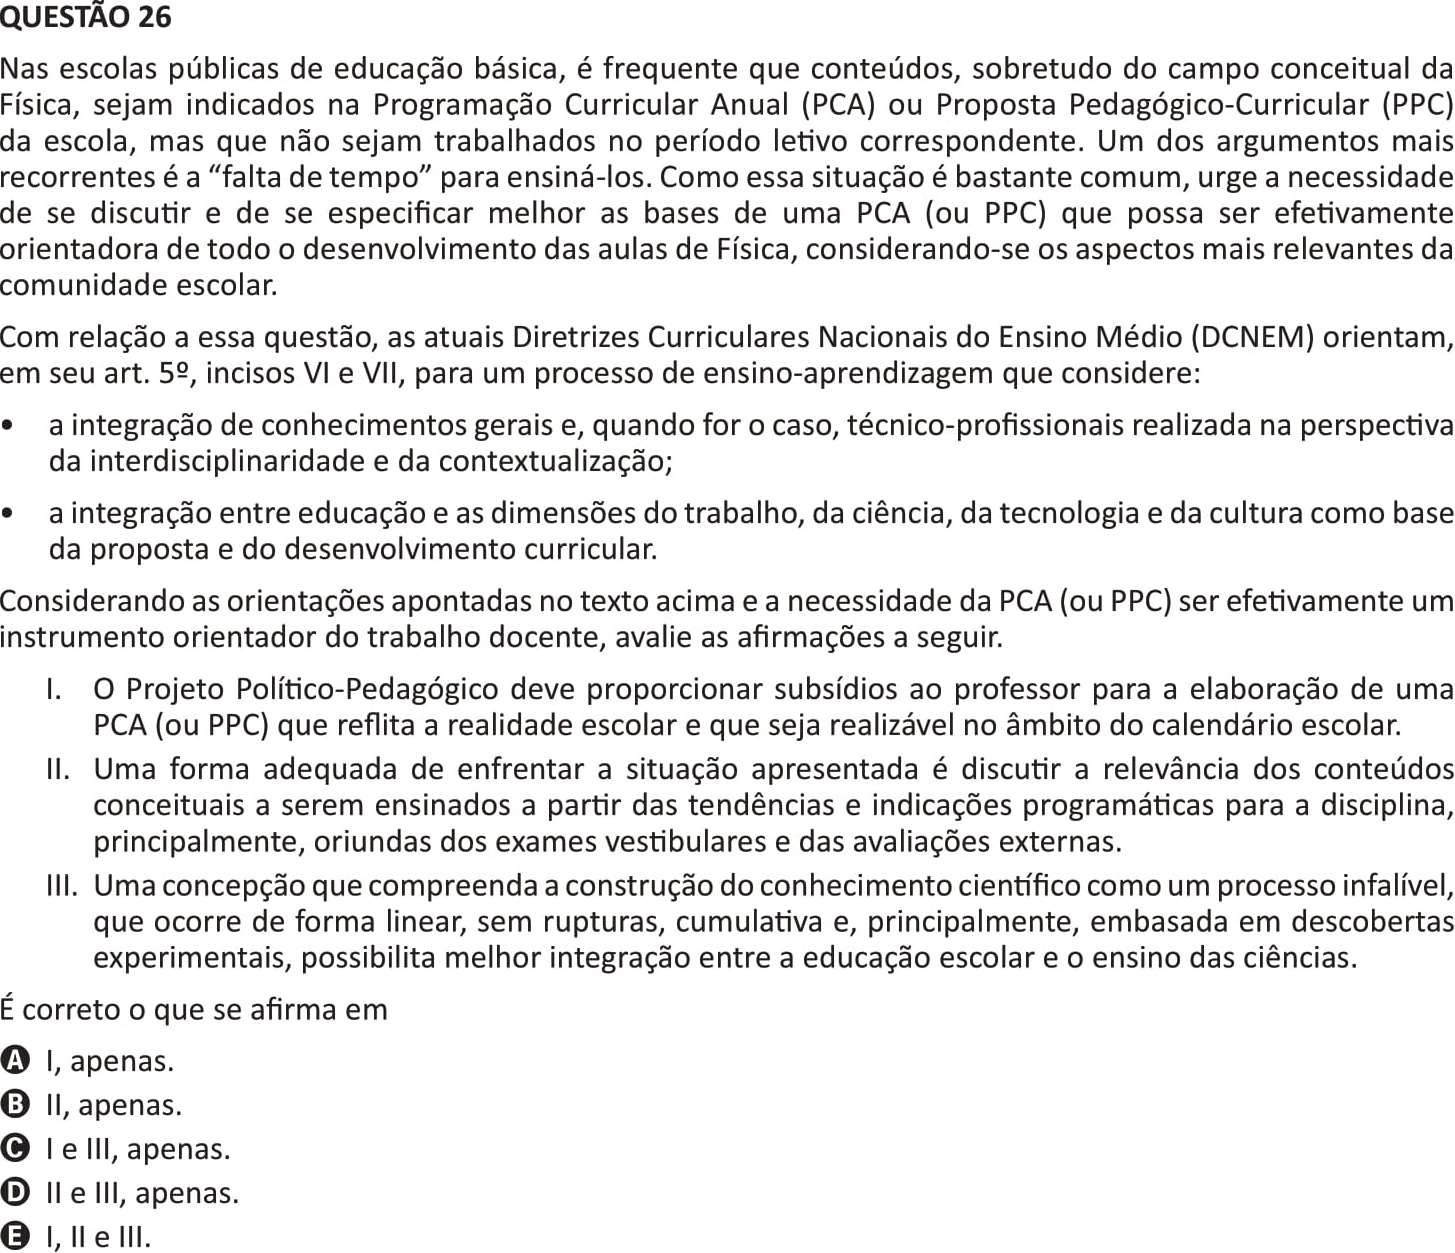 QUESTÃO 26
Nas escolas públicas de educação básica, é frequente que conteúdos, sobretudo do campo conceitual da
Física, sejam indicados na Programação Curricular Anual (PCA) ou Proposta Pedagógico-Curricular (PPC)
da escola, mas que não sejam trabalhados no período letivo correspondente. Um dos argumentos mais
recorrentes é a “falta de tempo” para ensiná-los. Como essa situação é bastante comum, urge a necessidade
de se discutir e de se especificar melhor as bases de uma PCA (ou PPC) que possa ser efetivamente
orientadora de todo o desenvolvimento das aulas de Física, considerando-se os aspectos mais relevantes da
comunidade escolar.
Com relação a essa questão, as atuais Diretrizes Curriculares Nacionais do Ensino Médio (DCNEM) orientam,
em seu art. 5º, incisos VI e VII, para um processo de ensino-aprendizagem que considere:
• a integração de conhecimentos gerais e, quando for o caso, técnico-profissionais realizada na perspectiva
da interdisciplinaridade e da contextualização;
• a integração entre educação e as dimensões do trabalho, da ciência, da tecnologia e da cultura como base
da proposta e do desenvolvimento curricular.
Considerando as orientações apontadas no texto acima e a necessidade da PCA (ou PPC) ser efetivamente um
instrumento orientador do trabalho docente, avalie as afirmações a seguir.
I. O Projeto Político-Pedagógico deve proporcionar subsídios ao professor para a elaboração de uma
PCA (ou PPC) que reflita a realidade escolar e que seja realizável no âmbito do calendário escolar.
II. Uma forma adequada de enfrentar a situação apresentada é discutir a relevância dos conteúdos
conceituais a serem ensinados a partir das tendências e indicações programáticas para a disciplina,
principalmente, oriundas dos exames vestibulares e das avaliações externas.
III. Uma concepção que compreenda a construção do conhecimento científico como um processo infalível,
que ocorre de forma linear, sem rupturas, cumulativa e, principalmente, embasada em descobertas
experimentais, possibilita melhor integração entre a educação escolar e o ensino das ciências.
É correto o que se afirma em
A I, apenas.
B II, apenas.
C I e III, apenas.
D II e III, apenas.
E I, II e III.